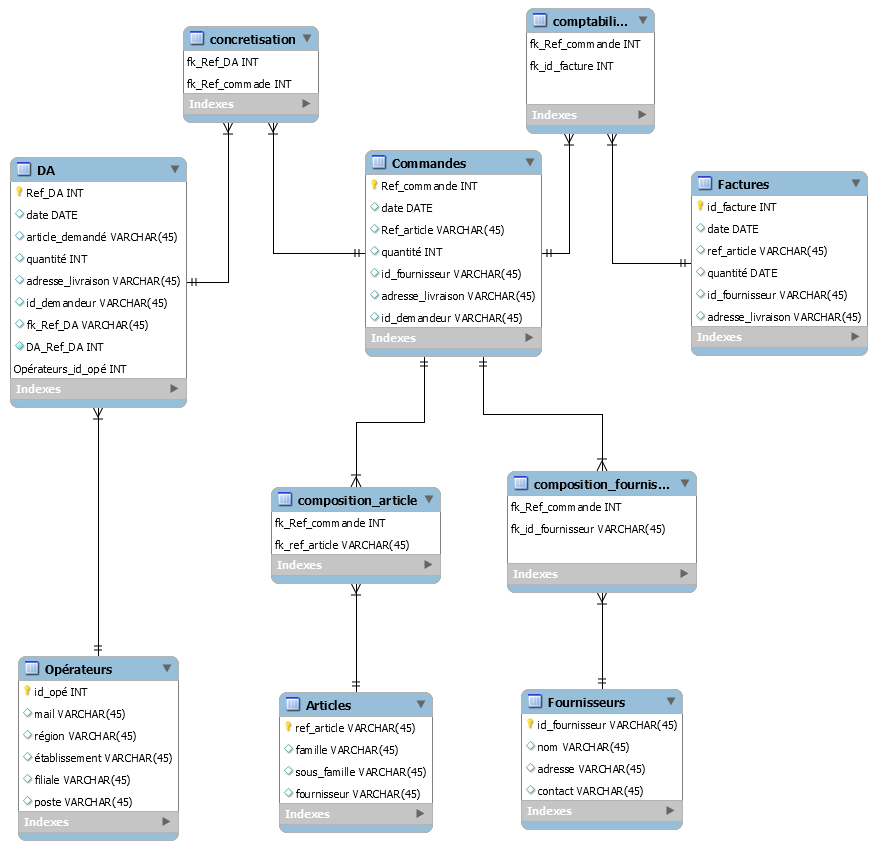 concretisation
fk_Ref_DA INT
fk_Ref_commade INT
Indexes
comptabili...
fk_Ref_commande INT
fk_id_facture INT
Indexes
DA
Ref_DA INT
date DATE
article_demandé VARCHAR(45)
quantité INT
adresse_livraison VARCHAR(45)
id_demandeur VARCHAR(45)
fk_Ref_DA VARCHAR(45)
DA_Ref_DA INT
Opérateurs_id_opé INT
Indexes
Commandes
Ref_commande INT
date DATE
Ref_article VARCHAR(45)
quantité INT
id_fournisseur VARCHAR(45)
adresse_livraison VARCHAR(45)
id_demandeur VARCHAR(45)
Indexes
Factures
id_facture INT
date DATE
ref_article VARCHAR(45)
quantité DATE
id_fournisseur VARCHAR(45)
adresse_livraison VARCHAR(45)
Indexes
composition_article
fk_Ref_commande INT
fk_ref_article VARCHAR(45)
Indexes
composition_fournis...
fk_Ref_commande INT
fk_id_fournisseur VARCHAR(45)
Indexes
Opérateurs
id_opé INT
mail VARCHAR(45)
région VARCHAR(45)
établissement VARCHAR(45)
filiale VARCHAR(45)
poste VARCHAR(45)
Indexes
Articles
ref_article VARCHAR(45)
famille VARCHAR(45)
sous_famille VARCHAR(45)
fournisseur VARCHAR(45)
Indexes
Fournisseurs
id_fournisseur VARCHAR(45)
nom VARCHAR(45)
adresse VARCHAR(45)
contact VARCHAR(45)
Indexes